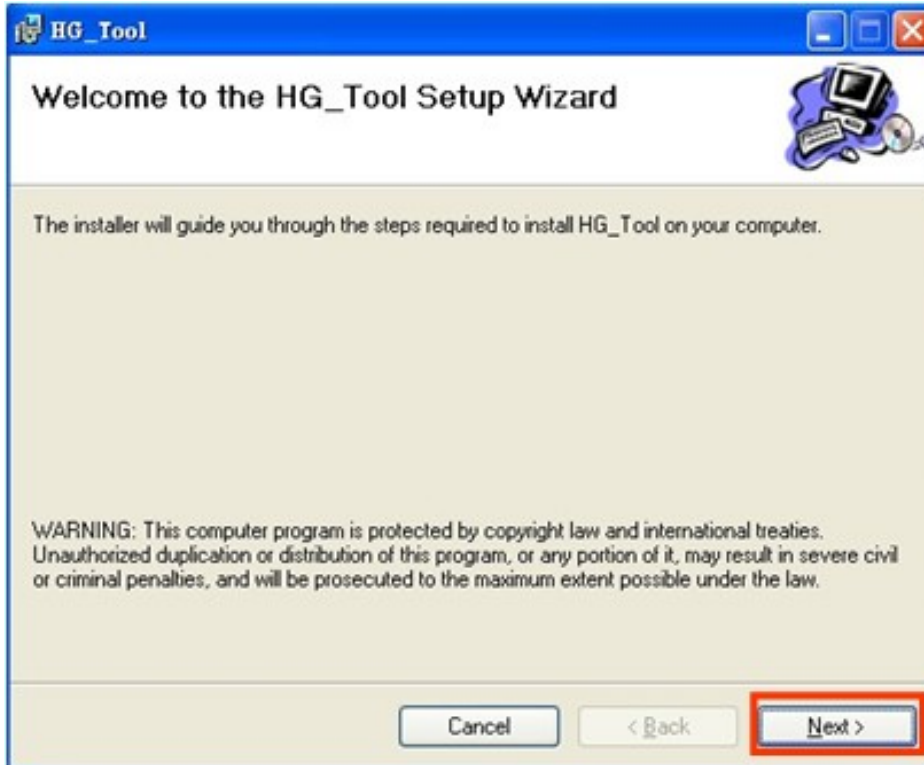 HG_Tool
Welcome to the HG_Tool Setup Wizard
The installer will guide you through the steps required to install HG_Tool on your computer.
WARNING: This computer program is protected by copyright law and international treaties.
Unauthorized duplication or distribution of this program, or any portion of it, may result in severe civil
or criminal penalties, and will be prosecuted to the maximum extent possible under the law.
Cancel < Back Next >